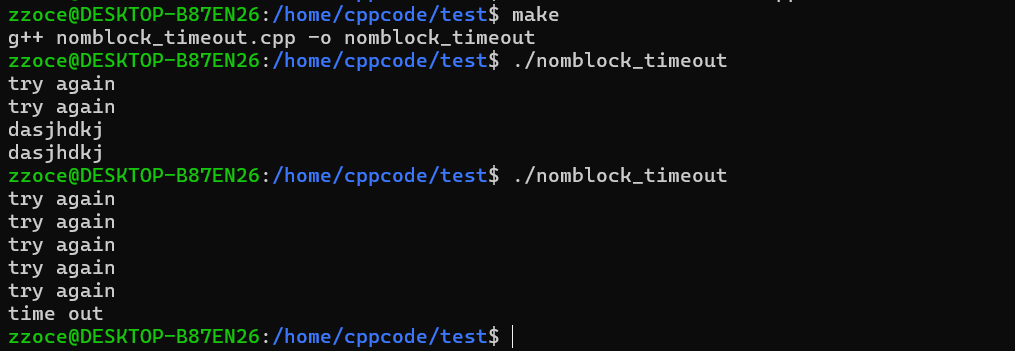 zzoce@DESKTOP-B87EN26:/home/cppcode/test$ make
g++ nomblock_timeout.cpp -o nomblock_timeout
zzoce@DESKTOP-B87EN26:/home/cppcode/test$ ./nomblock_timeout
try again
try again
dasjhdkj
dasjhdkj
zzoce@DESKTOP-B87EN26:/home/cppcode/test$ ./nomblock_timeout
try again
try again
try again
try again
try again
time out
zzoce@DESKTOP-B87EN26:/home/cppcode/test$